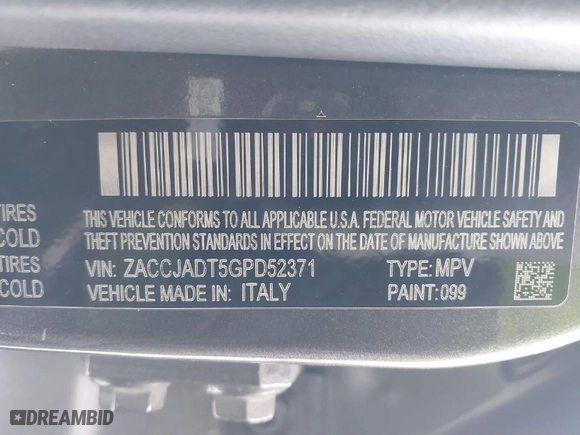 THIS VEHICLE CONFORMS TO ALL APPLICABLE U.S.A. FEDERAL MOTOR VEHICLE SAFETY AND
THEFT PREVENTION STANDARDS IN EFFECT ON THE DATE OF MANUFACTURE SHOWN ABOVE
TIRES
COLD
TIRES
COLD
VIN: ZACCJADT5GPD52371 TYPE: MPV
VEHICLE MADE IN: ITALY PAINT: 099
DREAMBID